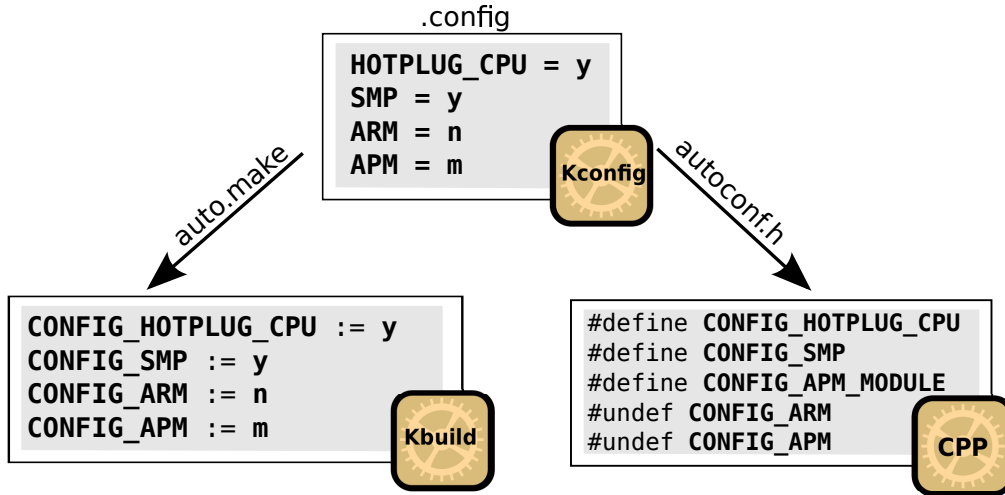 .config
HOTPLUG_CPU = y
SMP = y
ARM = n
APM = m
Kconfig
auto.make
autoconf.h
CONFIG_HOTPLUG_CPU := y
CONFIG_SMP := y
CONFIG_ARM := n
CONFIG_APM := m
Kbuild
#define CONFIG_HOTPLUG_CPU
#define CONFIG_SMP
#define CONFIG_APM_MODULE
#undef CONFIG_ARM
#undef CONFIG_APM
CPP